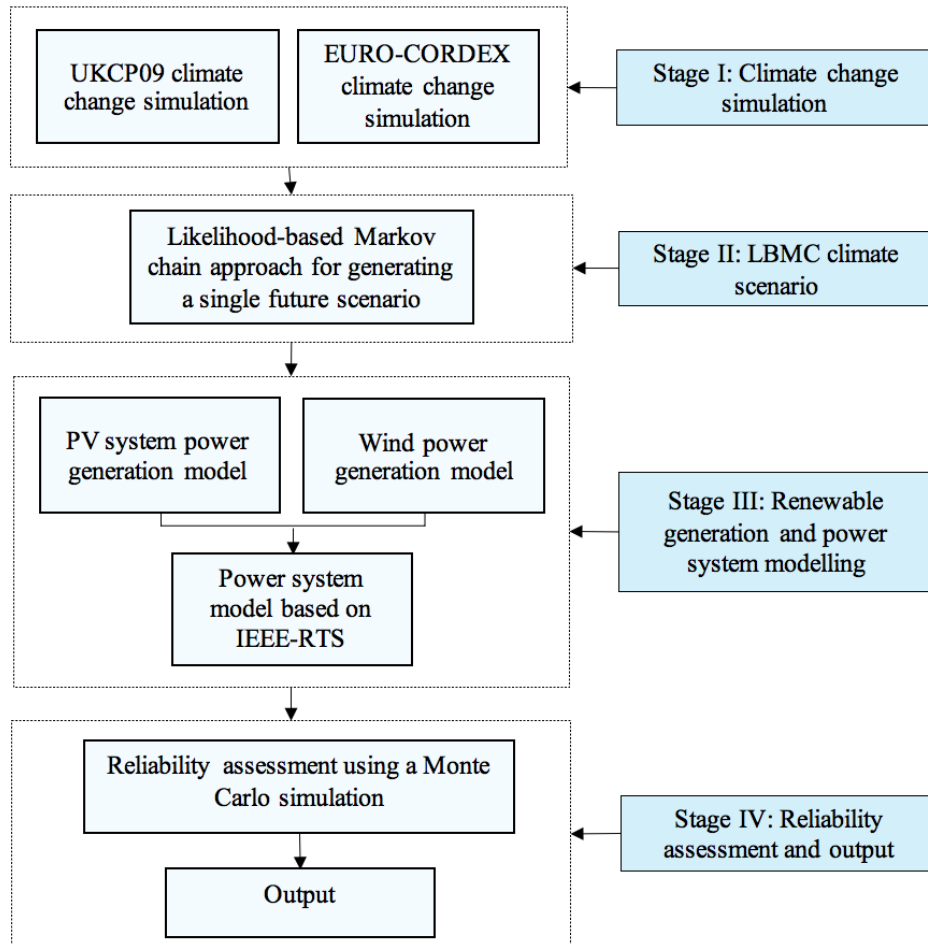 UKCP09 climate
change simulation
EURO-CORDEX
climate change
simulation
Stage I: Climate change
simulation
Likelihood-based Markov
chain approach for generating
a single future scenario
Stage II: LBMC climate
scenario
PV system power
generation model
Wind power
generation model
Stage III: Renewable
generation and power
system modelling
Power system
model based on
IEEE-RTS
Reliability assessment using a Monte
Carlo simulation
Stage IV: Reliability
assessment and output
Output